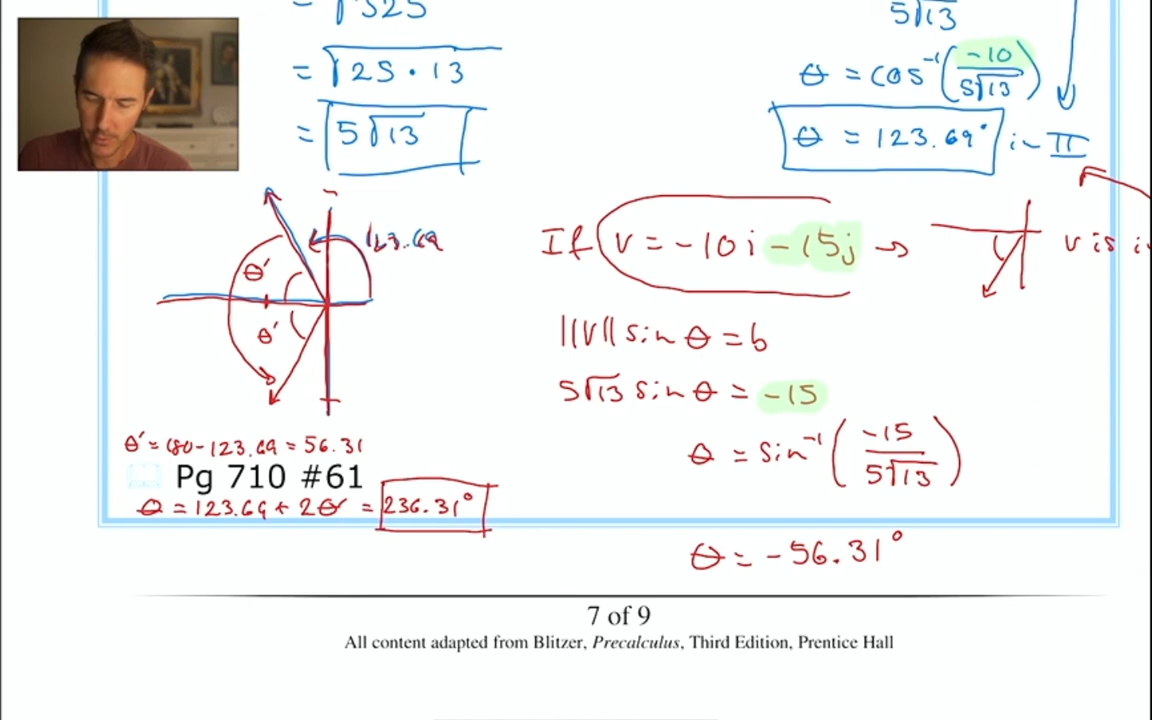 = √325
= √25 · 13
= 5√13
5√13
θ = cos⁻¹(-10/5√13)
θ = 123.69° in II
123.69
θ'
θ'
If v = -10i - 15j → v is i
||v|| sin θ = b
5√13 sin θ = -15
θ = sin⁻¹(-15/5√13)
θ = -56.31°
θ' = 180 - 123.69 = 56.31
Pg 710 #61
θ = 123.69 + 2θ' = 236.31°
7 of 9
All content adapted from Blitzer, Precalculus, Third Edition, Prentice Hall